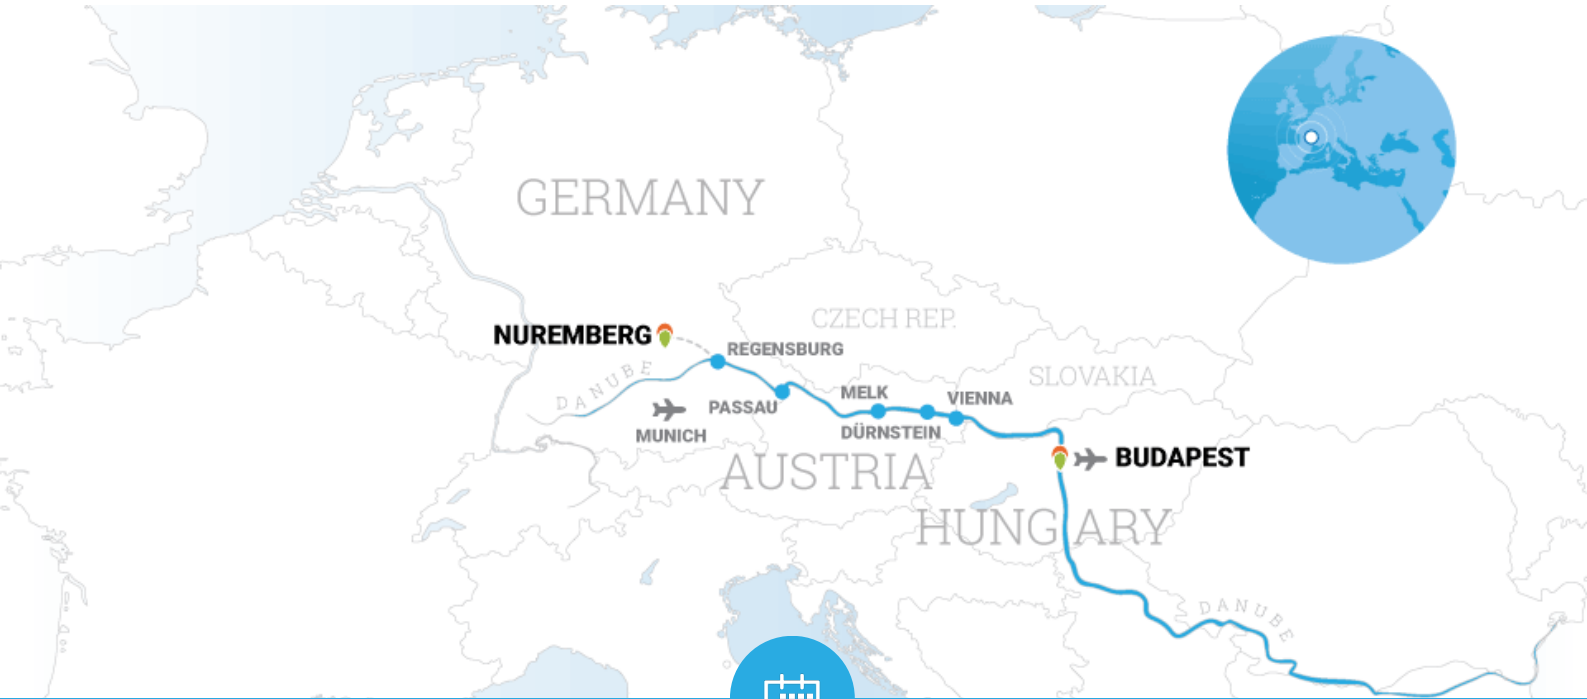 GERMANY
CZECH REP.
NUREMBERG
REGENSBURG
DANUBE
SLOVAKIA
MELK
VIENNA
PASSAU
MUNICH
DÜRNSTEIN
BUDAPEST
AUSTRIA
HUNGARY
DANUBE